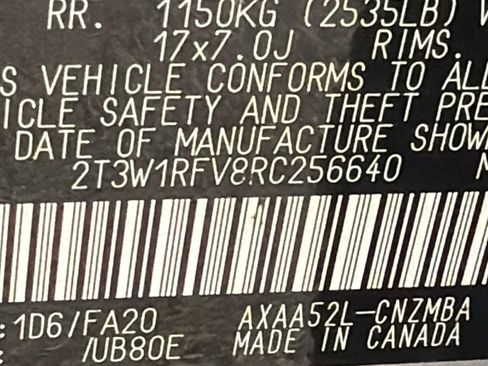 RR. 1150KG (2535LB)
17x7.0J RIMS.
S VEHICLE CONFORMS TO ALL
ICLE SAFETY AND THEFT PRE
DATE OF MANUFACTURE SHOW
2T3W1RFV8RC256640
:1D6/FA20 AXAA52L-CNZMBA
: /UB80E MADE IN CANADA